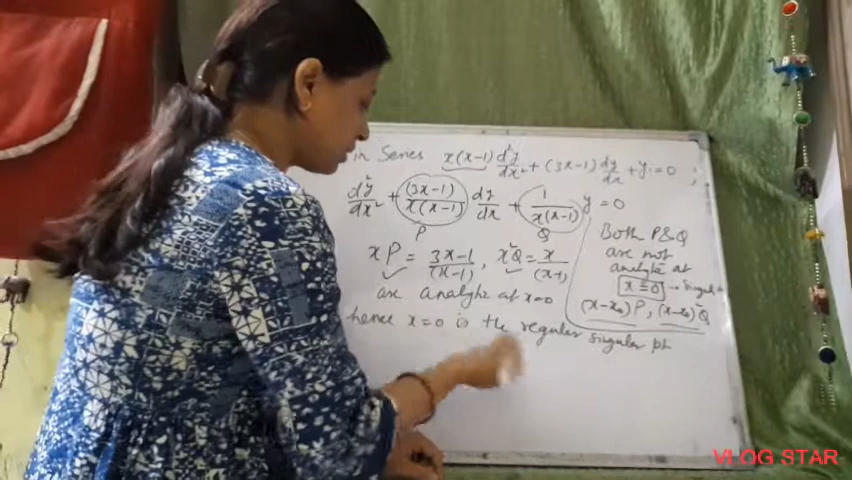 in Series x(x-1) d²y/dx² + (3x-1) dy/dx + y = 0 ;
d²y/dx² + (3x-1)/x(x-1) dy/dx + 1/x(x-1) y = 0
P Q
xP = 3x-1/(x-1) , x²Q = x/(x-1)
are analytic at x=0
hence x=0 is the regular singular pt
Both P&Q
are not
analytic at
x=0 → Singular
(x-x₀)P, (x-x₀)Q
VLOG STAR